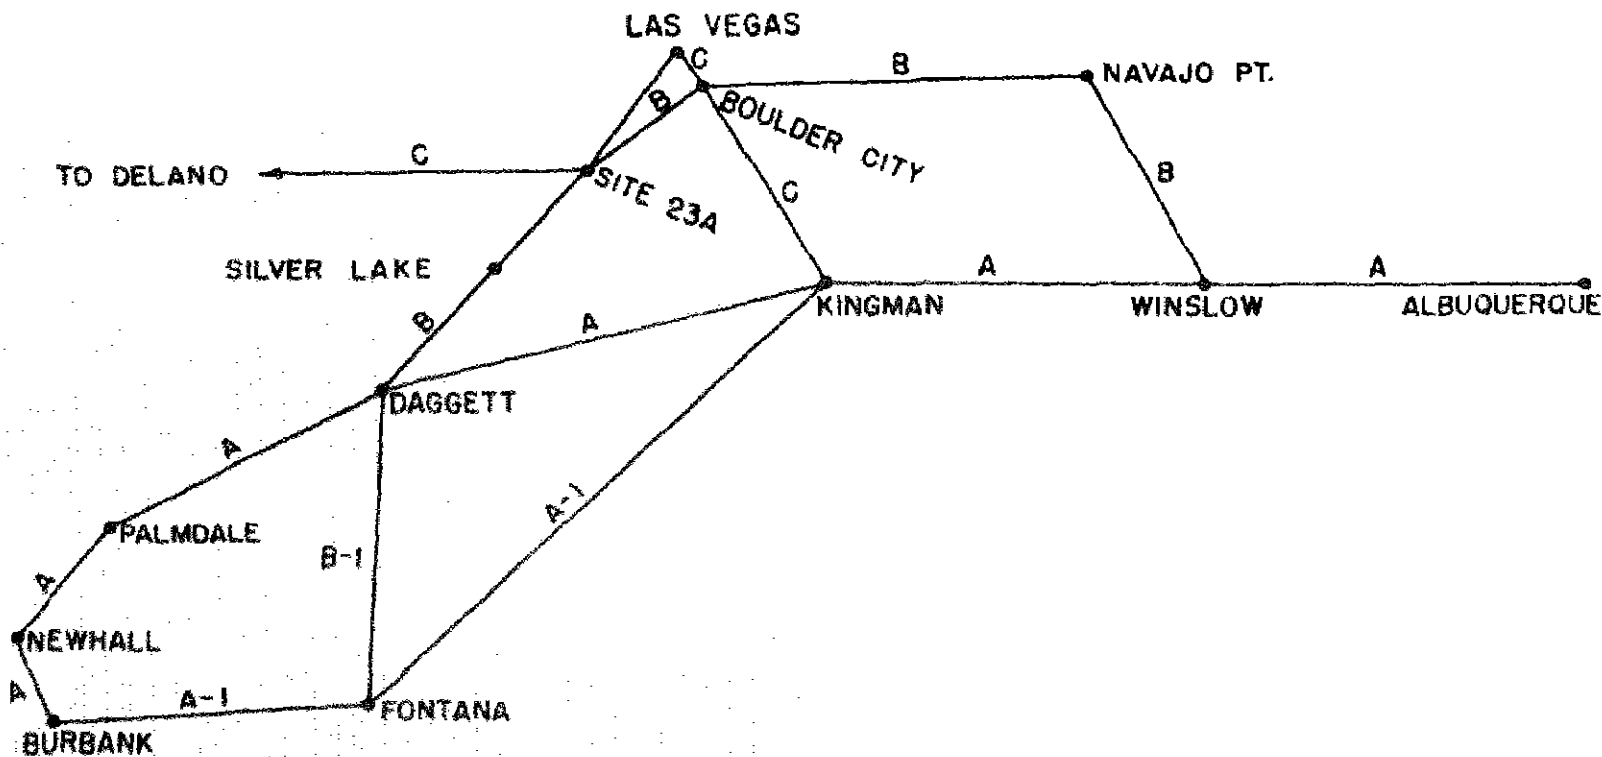 LAS VEGAS
C
B
NAVAJO PT.
B
BOULDER CITY
C
TO DELANO
B
SITE 23A
C
SILVER LAKE
A
A
KINGMAN
WINSLOW
ALBUQUERQUE
B
A
DAGGETT
A
A-1
PALMDALE
B-1
A
NEWHALL
A
A-1
FONTANA
BURBANK